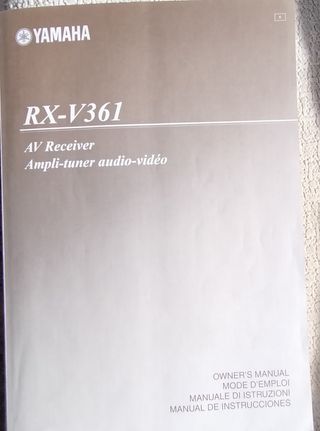 YAMAHA
RX-V361
AV Receiver
Ampli-tuner audio-vidéo
OWNER'S MANUAL
MODE D'EMPLOI
MANUALE DI ISTRUZIONI
MANUAL DE INSTRUCCIONES